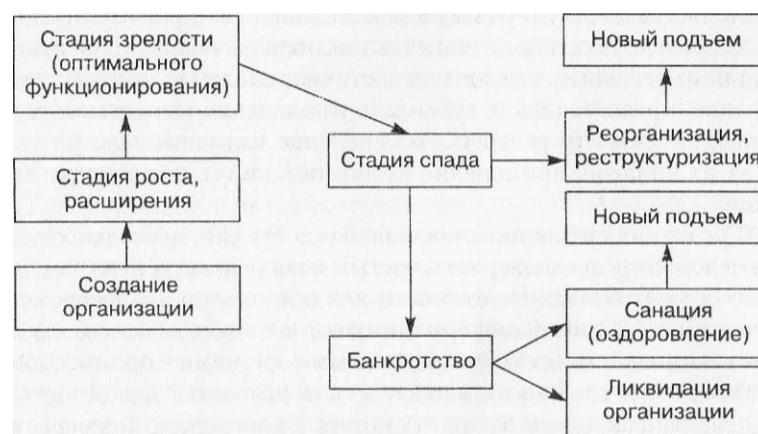 Стадия зрелости
(оптимального
функционирования)
Стадия роста,
расширения
Создание
организации
Стадия спада
Банкротство
Новый подъем
Реорганизация,
реструктуризация
Новый подъем
Санация
(оздоровление)
Ликвидация
организации